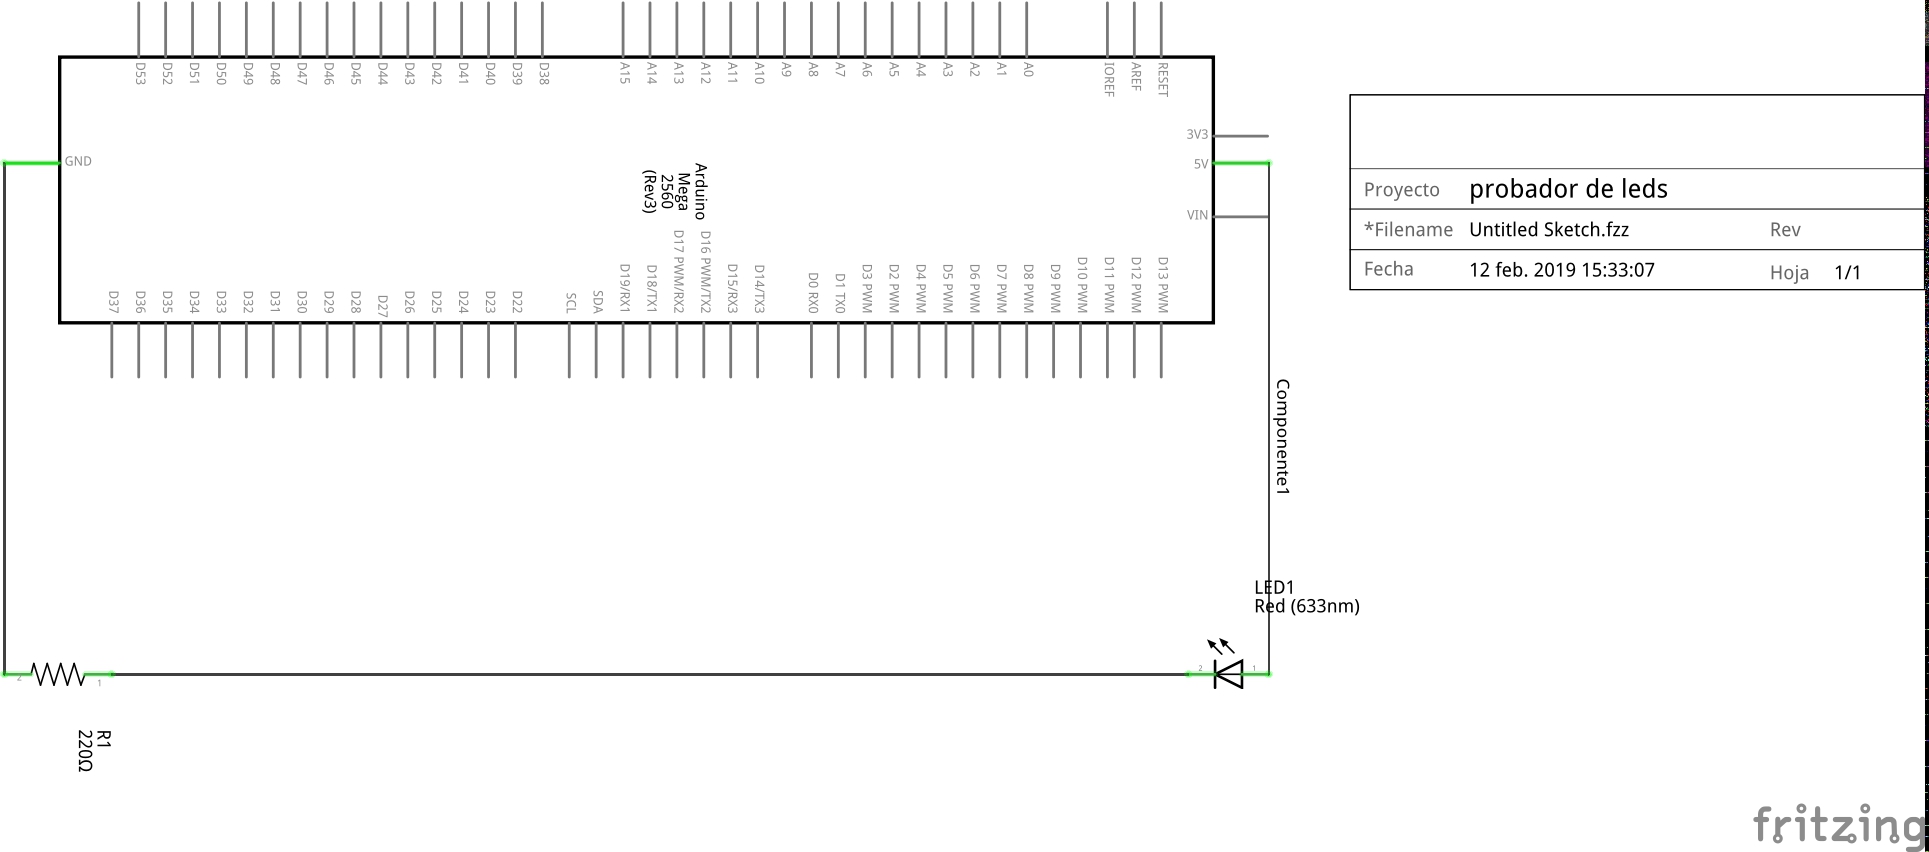 D53
D52
D51
D50
D49
D48
D47
D46
D45
D44
D43
D42
D41
D40
D39
D38
A15
A14
A13
A12
A11
A10
A9
A8
A7
A6
A5
A4
A3
A2
A1
A0
IOREF
AREF
RESET
3V3
5V
VIN
GND
Arduino
Mega
2560
(Rev3)
D37
D36
D35
D34
D33
D32
D31
D30
D29
D28
D27
D26
D25
D24
D23
D22
SCL
SDA
D19/RX1
D18/TX1
D17 PWM/RX2
D16 PWM/TX2
D15/RX3
D14/TX3
D0 RX0
D1 TX0
D3 PWM
D2 PWM
D4 PWM
D5 PWM
D6 PWM
D7 PWM
D8 PWM
D9 PWM
D10 PWM
D11 PWM
D12 PWM
D13 PWM
Proyecto probador de leds
*Filename Untitled Sketch.fzz Rev
Fecha 12 feb. 2019 15:33:07 Hoja 1/1
Componente1
LED1
Red (633nm)
2
1
2
1
R1
220Ω
fritzing